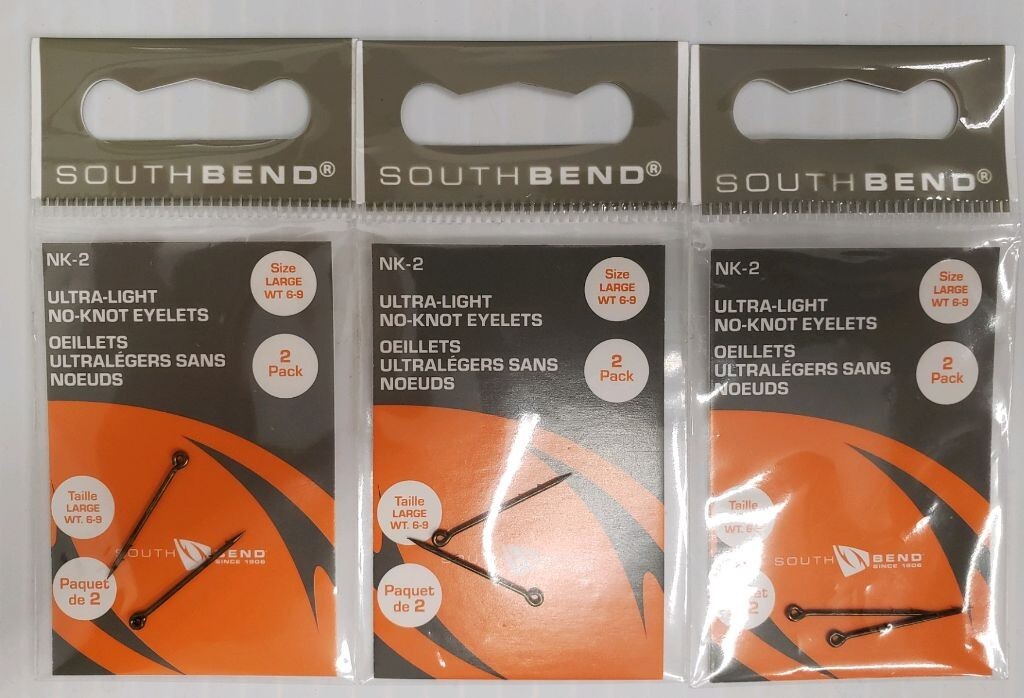 SOUTHBEND®
NK-2
Size
LARGE
WT 6-9
ULTRA-LIGHT
NO-KNOT EYELETS
OEILLETS
ULTRALÉGERS SANS
NOEUDS
2
Pack
Taille
LARGE
WT. 6-9
SOUTH BEND
SINCE 1906
Paquet
de 2
SOUTHBEND®
NK-2
Size
LARGE
WT 6-9
ULTRA-LIGHT
NO-KNOT EYELETS
OEILLETS
ULTRALÉGERS SANS
NOEUDS
2
Pack
Taille
LARGE
WT. 6-9
Paquet
de 2
SOUTHBEND®
NK-2
Size
LARGE
WT 6-9
ULTRA-LIGHT
NO-KNOT EYELETS
OEILLETS
ULTRALÉGERS SANS
NOEUDS
2
Pack
Taille
WT.
SOUTH BEND
SINCE 1906
2